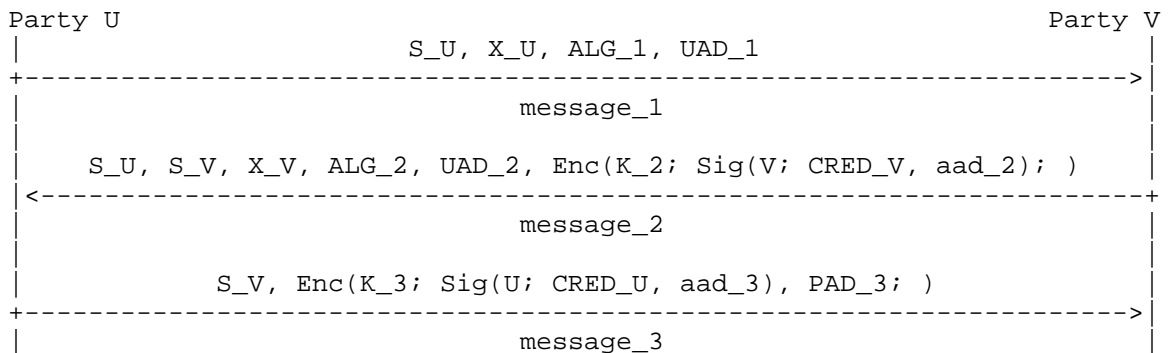 Party U                                                          Party V
|                        S_U, X_U, ALG_1, UAD_1                        |
+--------------------------------------------------------------------->|
|                               message_1                              |
|                                                                      |
|    S_U, S_V, X_V, ALG_2, UAD_2, Enc(K_2; Sig(V; CRED_V, aad_2); )    |
|<---------------------------------------------------------------------+
|                               message_2                              |
|                                                                      |
|            S_V, Enc(K_3; Sig(U; CRED_U, aad_3), PAD_3; )             |
+--------------------------------------------------------------------->|
|                               message_3                              |